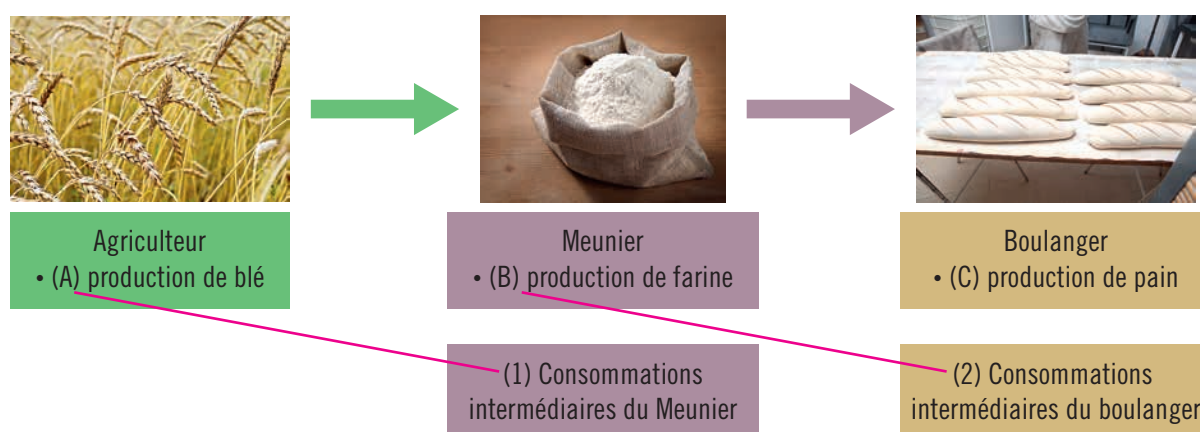 Agriculteur
• (A) production de blé
Meunier
• (B) production de farine
Boulanger
• (C) production de pain
(1) Consommations
intermédiaires du Meunier
(2) Consommations
intermédiaires du boulanger